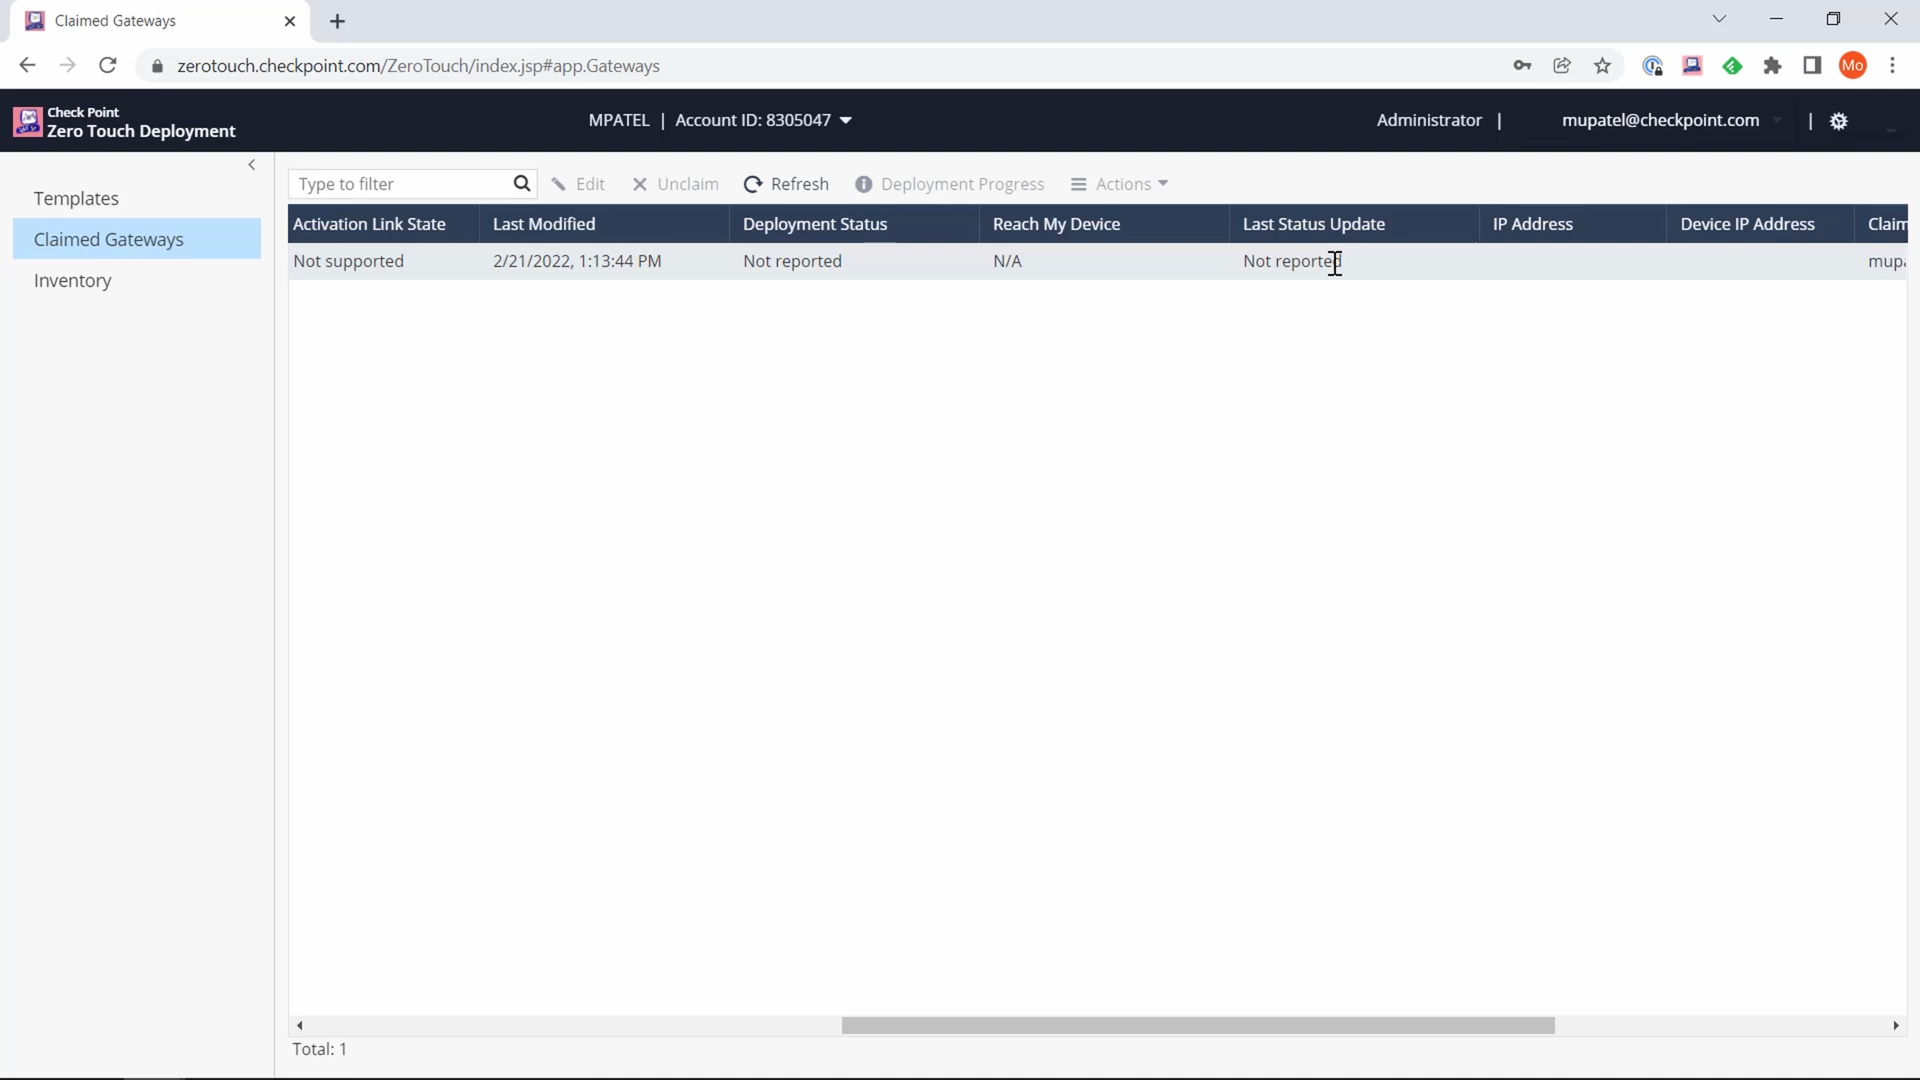 Claimed Gateways
zerotouch.checkpoint.com/ZeroTouch/index.jsp#app.Gateways
Mo
Check Point
Zero Touch Deployment
MPATEL | Account ID: 8305047
Administrator |
mupatel@checkpoint.com |
Templates
Claimed Gateways
Inventory
Type to filter
Edit
Unclaim
Refresh
Deployment Progress
Actions
Activation Link State Last Modified Deployment Status Reach My Device Last Status Update IP Address Device IP Address Claim
Not supported 2/21/2022, 1:13:44 PM Not reported N/A Not reported mupa
Total: 1